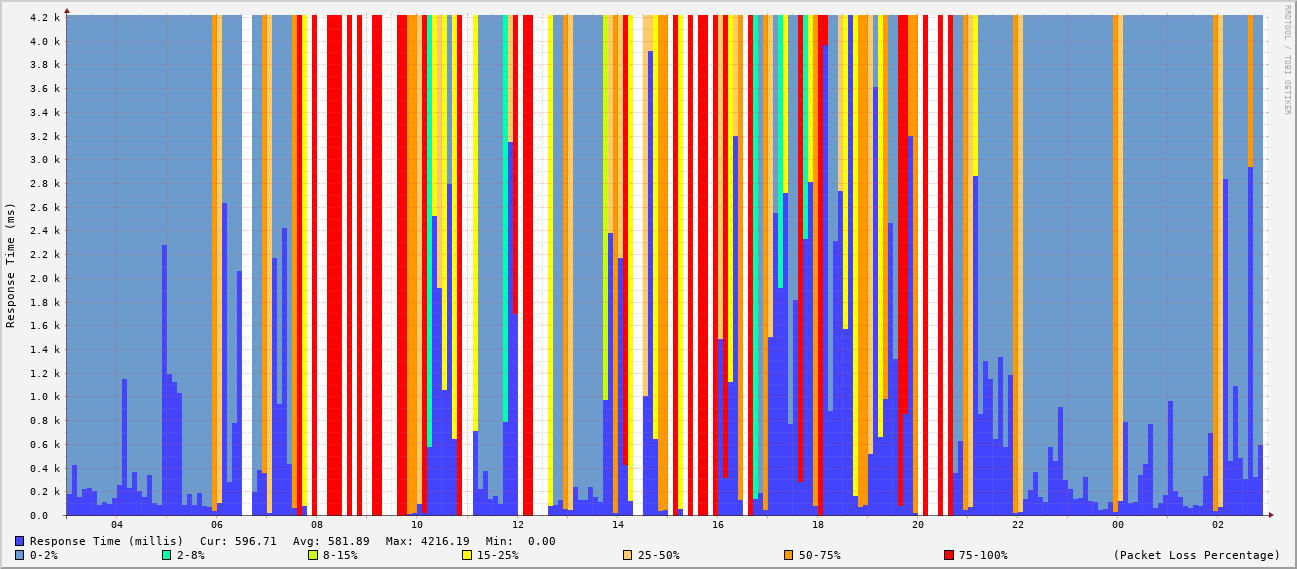 RRDTOOL / TOBI OETIKER
Response Time (ms)
4.2 k
4.0 k
3.8 k
3.6 k
3.4 k
3.2 k
3.0 k
2.8 k
2.6 k
2.4 k
2.2 k
2.0 k
1.8 k
1.6 k
1.4 k
1.2 k
1.0 k
0.8 k
0.6 k
0.4 k
0.2 k
0.0
04 06 08 10 12 14 16 18 20 22 00 02
Response Time (millis) Cur: 596.71 Avg: 581.89 Max: 4216.19 Min: 0.00
0-2% 2-8% 8-15% 15-25% 25-50% 50-75% 75-100% (Packet Loss Percentage)